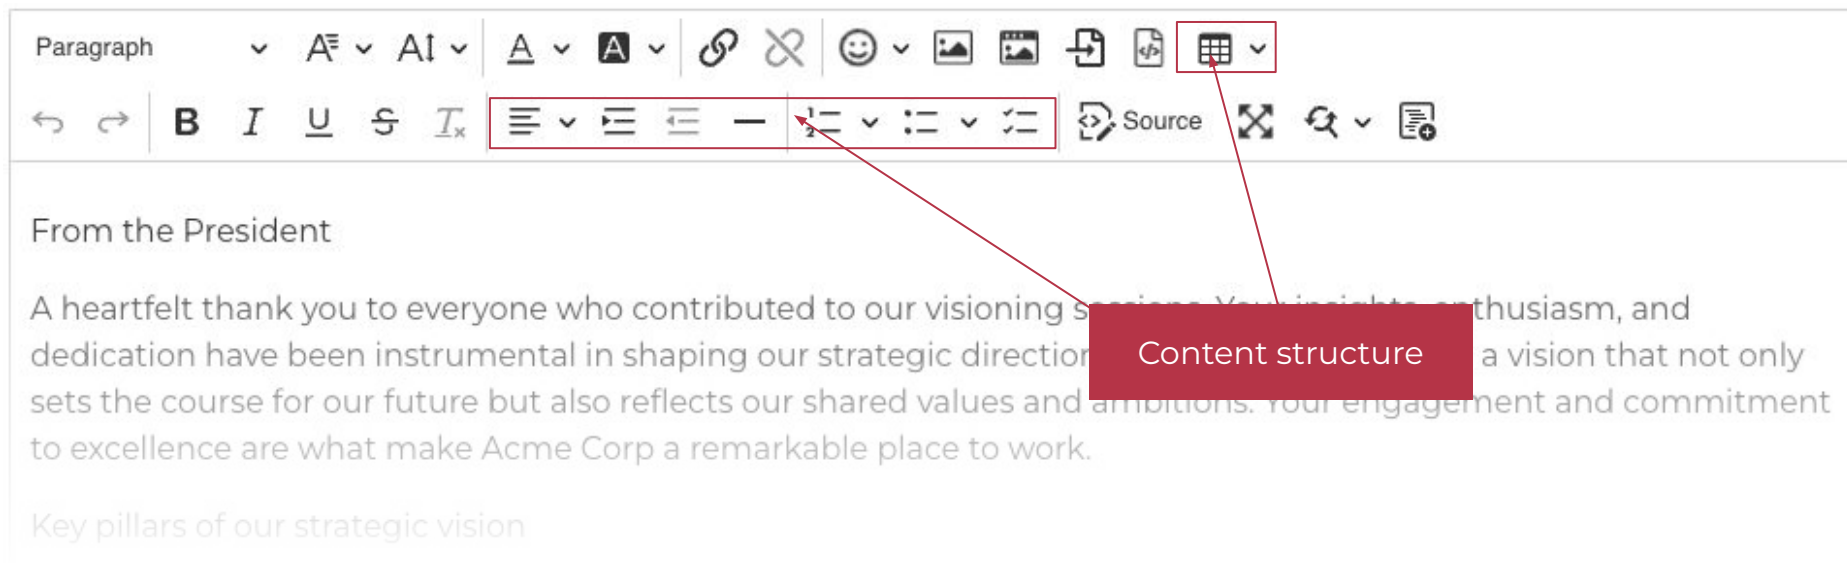 Paragraph
Source
From the President
A heartfelt thank you to everyone who contributed to our visioning thusiasm, and
dedication have been instrumental in shaping our strategic a vision that not only
Content structure
sets the course for our future but also reflects our shared values and ambitions. Your engagement and commitment
to excellence are what make Acme Corp a remarkable place to work.
Key pillars of our strategic vision